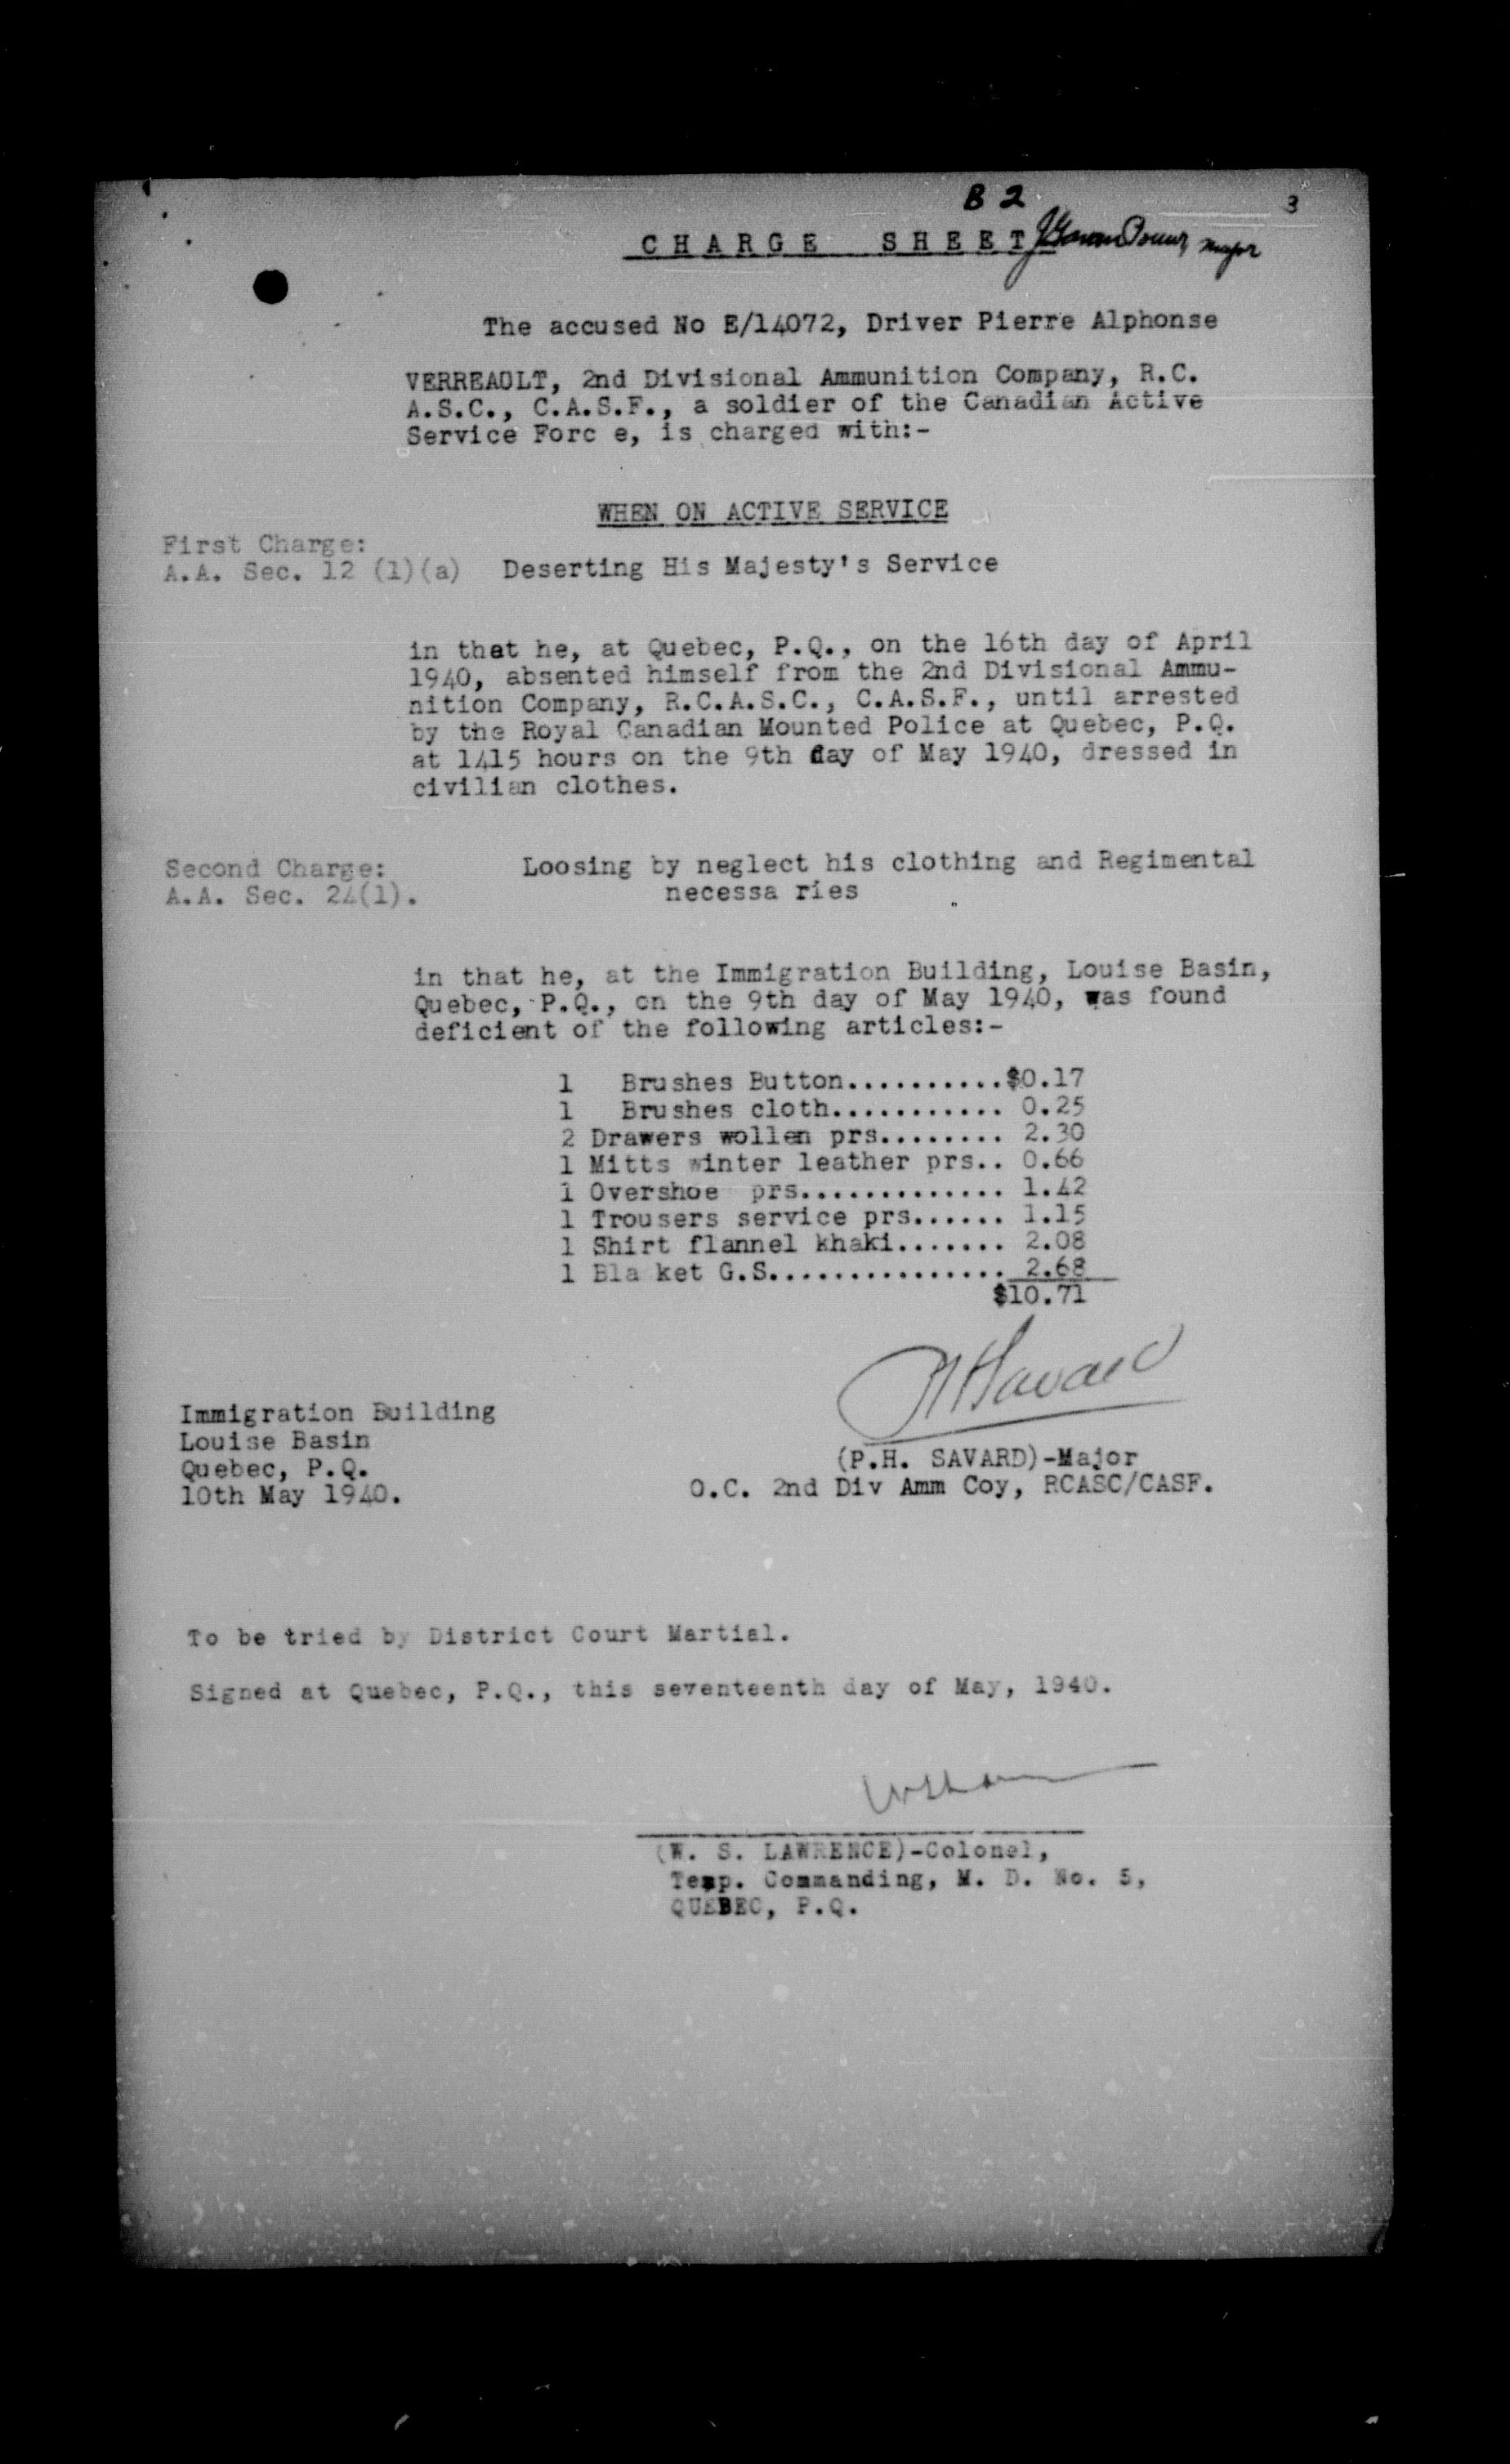 B 2
3
CHARGE SHEET
Major
The accused No E/14072, Driver Pierre Alphonse
VERREAULT, 2nd Divisional Ammunition Company, R.C.
A.S.C., C.A.S.F., a soldier of the Canadian Active
Service Forc e, is charged with:-
WHEN ON ACTIVE SERVICE
First Charge:
A.A. Sec. 12 (1)(a) Deserting His Majesty's Service
in that he, at Quebec, P.Q., on the 16th day of April
1940, absented himself from the 2nd Divisional Ammu-
nition Company, R.C.A.S.C., C.A.S.F., until arrested
by the Royal Canadian Mounted Police at Quebec, P.Q.
at 1415 hours on the 9th day of May 1940, dressed in
civilian clothes.
Second Charge: Loosing by neglect his clothing and Regimental
A.A. Sec. 24(1). necessa ries
in that he, at the Immigration Building, Louise Basin,
Quebec, P.Q., on the 9th day of May 1940, was found
deficient of the following articles:-
1 Brushes Button..........$0.17
1 Brushes cloth........... 0.25
2 Drawers wollen prs........ 2.30
1 Mitts winter leather prs.. 0.66
1 Overshoe prs............. 1.42
1 Trousers service prs...... 1.15
1 Shirt flannel khaki....... 2.08
1 Bla ket G.S............... 2.68
$10.71
PHSavard
Immigration Building
Louise Basin
Quebec, P.Q.
10th May 1940.
(P.H. SAVARD)-Major
O.C. 2nd Div Amm Coy, RCASC/CASF.
To be tried by District Court Martial.
Signed at Quebec, P.Q., this seventeenth day of May, 1940.
(W. S. LAWRENCE)-Colonel,
Temp. Commanding, M. D. No. 5,
QUEBEC, P.Q.